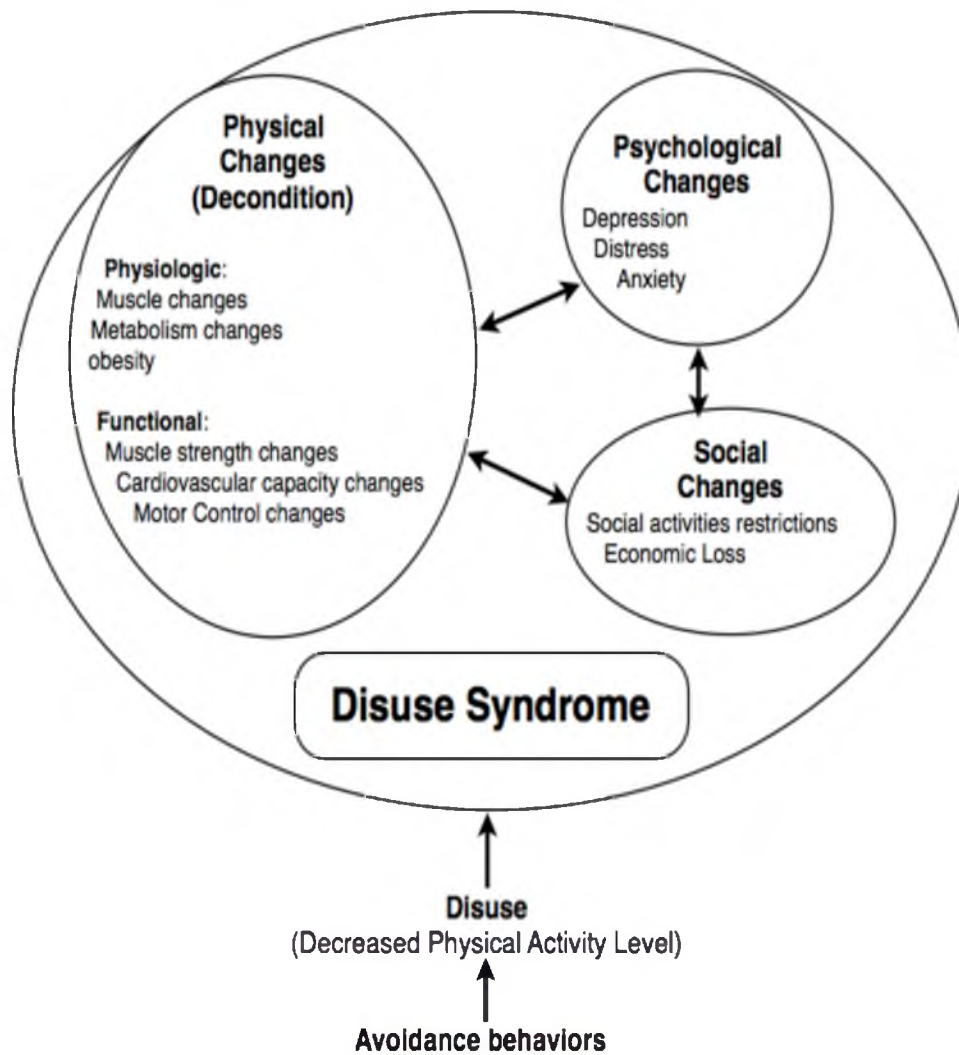 Physical
Changes
(Decondition)
Physiologic:
Muscle changes
Metabolism changes
obesity
Functional:
Muscle strength changes
Cardiovascular capacity changes
Motor Control changes
Psychological
Changes
Depression
Distress
Anxiety
Social
Changes
Social activities restrictions
Economic Loss
Disuse Syndrome
Disuse
(Decreased Physical Activity Level)
Avoidance behaviors